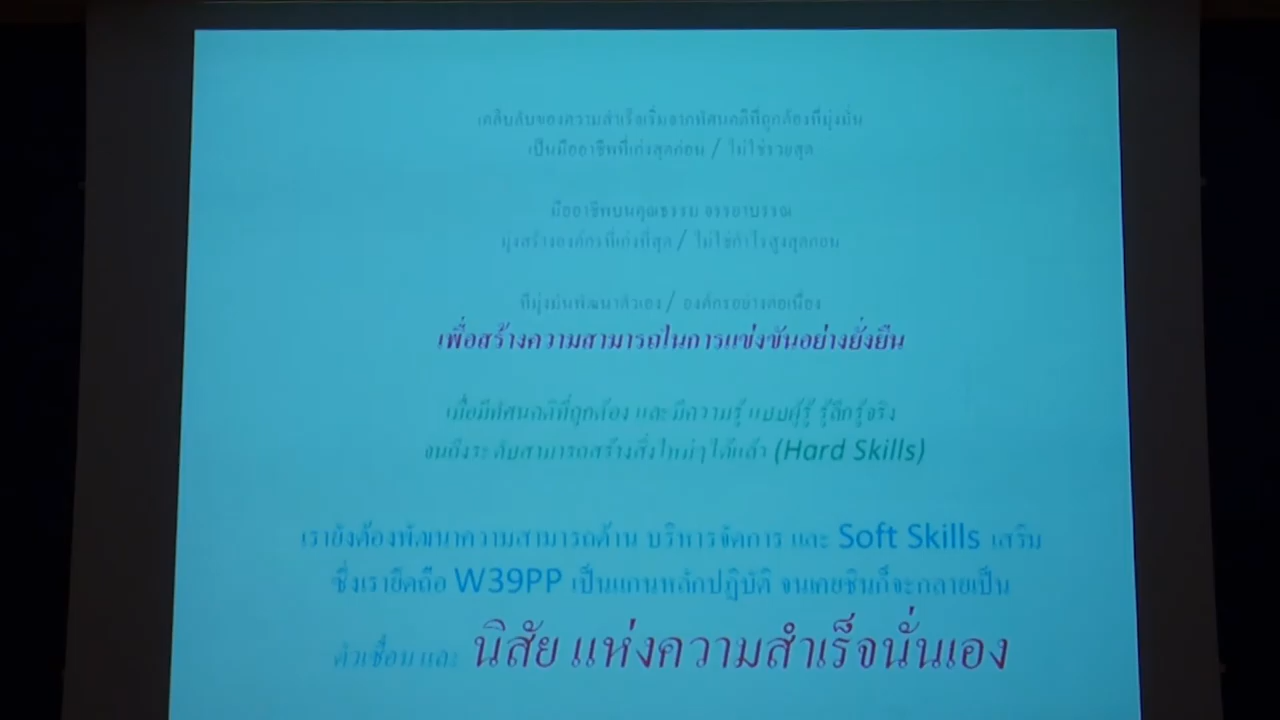 เคล็บลับของความสำเร็จเริ่มจากทัศนคติที่ถูกต้องที่มุ่งมั่น
เป็นมืออาชีพที่เก่งสุดก่อน / ไม่ใช่รวยสุด
มืออาชีพบนคุณธรรม จรรยาบรรณ
มุ่งสร้างองค์กรที่เก่งที่สุด / ไม่ใช่กำไรสูงสุดก่อน
ที่มุ่งมั่นพัฒนาตัวเอง / องค์กรอย่างต่อเนื่อง
เพื่อสร้างความสามารถในการแข่งขันอย่างยั่งยืน
เมื่อมีทัศนคติที่ถูกต้อง และมีความรู้ แบบผู้รู้ รู้ลึกรู้จริง
จนถึงระดับสามารถสร้างสิ่งใหม่ๆได้แล้ว (Hard Skills)
เรายังต้องพัฒนาความสามารถด้าน บริหารจัดการ และ Soft Skills เสริม
ซึ่งเรายึดถือ W39PP เป็นแกนหลักปฏิบัติ จนเคยชินก็จะกลายเป็น
และ นิสัย แห่งความสำเร็จนั่นเอง